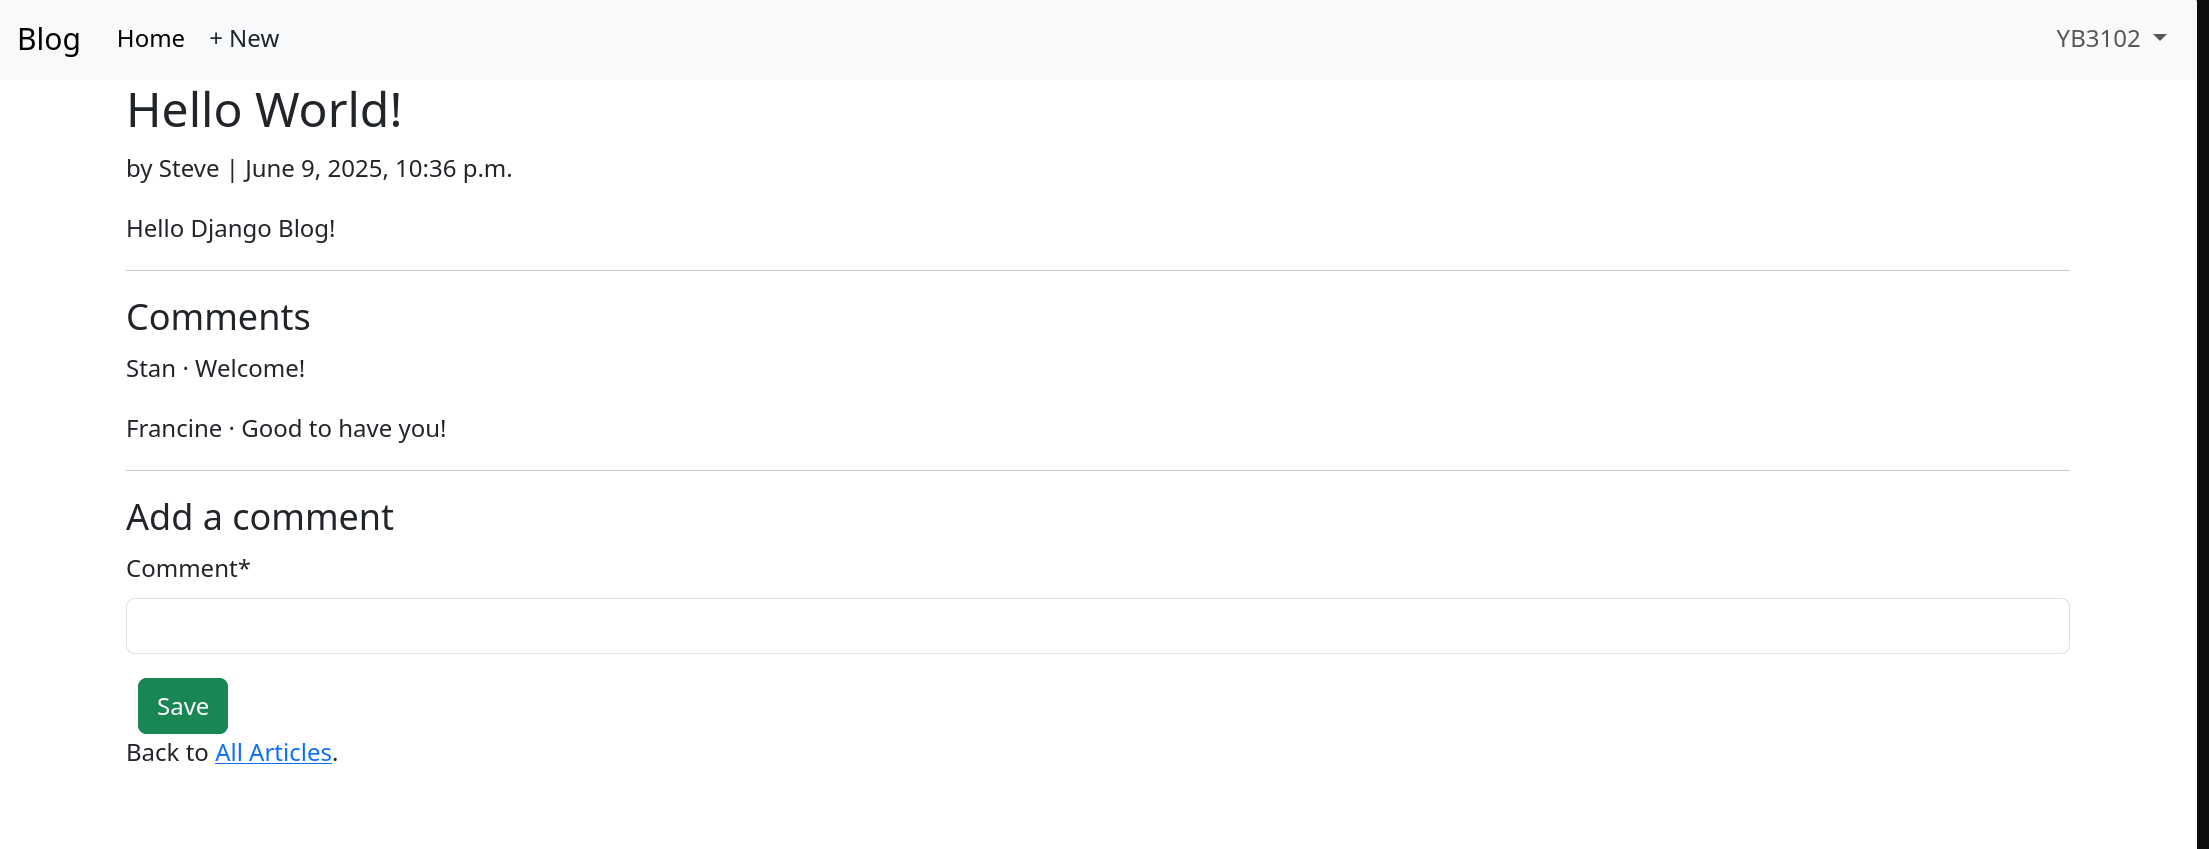 Blog Home + New YB3102
Hello World!
by Steve | June 9, 2025, 10:36 p.m.
Hello Django Blog!
Comments
Stan · Welcome!
Francine · Good to have you!
Add a comment
Comment*
Save
Back to All Articles.